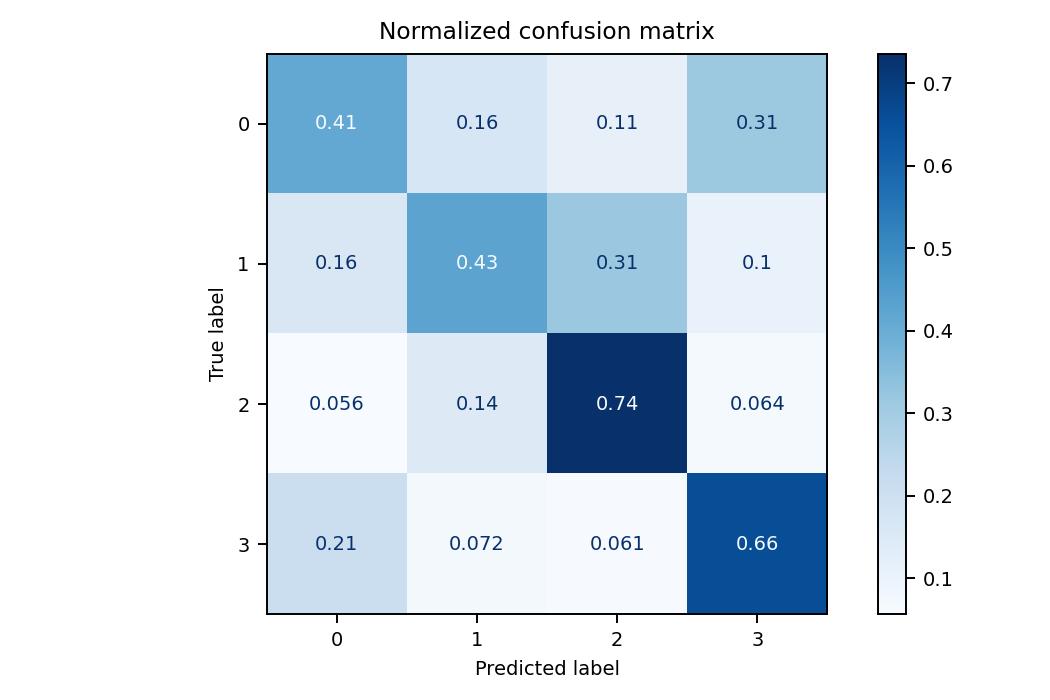 Normalized confusion matrix
0 0.41 0.16 0.11 0.31
1 0.16 0.43 0.31 0.1
2 0.056 0.14 0.74 0.064
3 0.21 0.072 0.061 0.66
0 1 2 3
Predicted label
True label
0.7
0.6
0.5
0.4
0.3
0.2
0.1